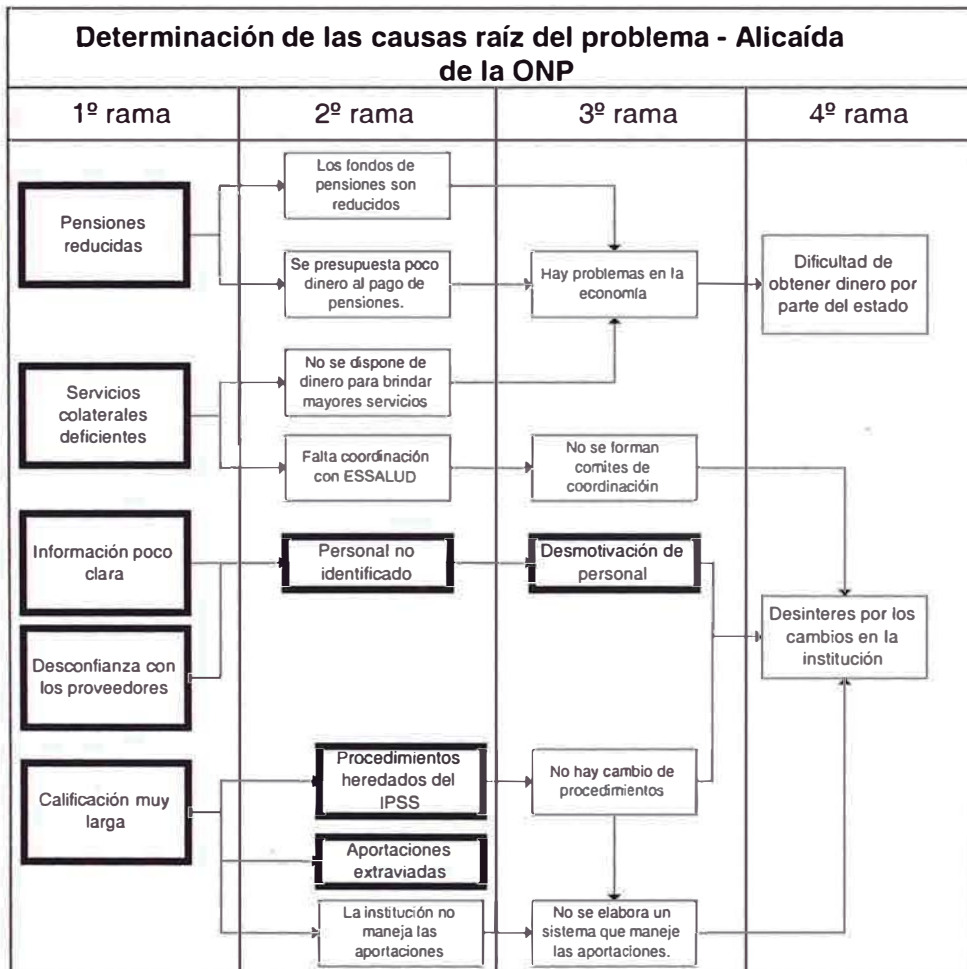 Determinación de las causas raíz del problema - Alicaída
de la ONP
1º rama
2º rama
3º rama
4º rama
Pensiones
reducidas
Los fondos de
pensiones son
reducidos
Se presupuesta poco
dinero al pago de
pensiones.
Hay problemas en la
economía
Dificultad de
obtener dinero por
parte del estado
Servicios
colaterales
deficientes
No se dispone de
dinero para brindar
mayores servicios
Falta coordinación
con ESSALUD
No se forman
comites de
coordinacióin
Información poco
clara
Personal no
identificado
Desmotivación de
personal
Desconfianza con
los proveedores
Desinteres por los
cambios en la
institución
Calificación muy
larga
Procedimientos
heredados del
IPSS
No hay cambio de
procedimientos
Aportaciones
extraviadas
La institución no
maneja las
aportaciones
No se elabora un
sistema que maneje
las aportaciones.